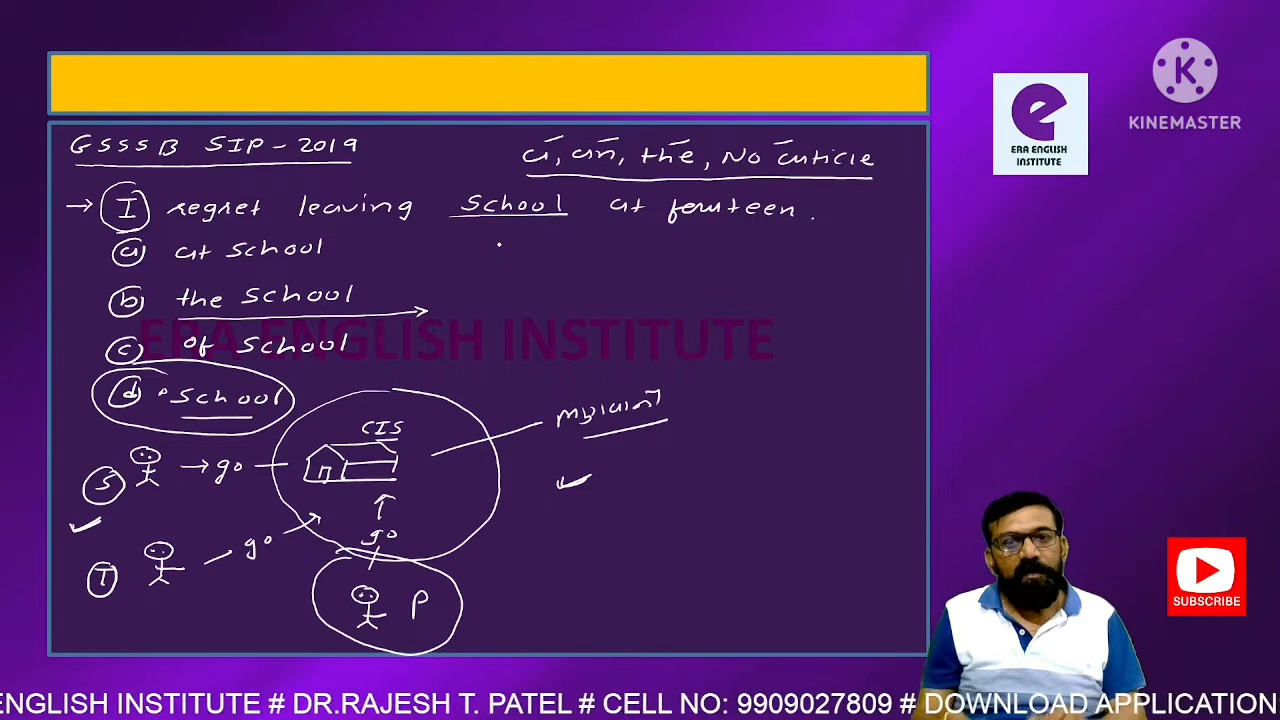 GSSSB SIP - 2019
a, an, the, No article
→ I regret leaving school at fourteen.
(a) at school
(b) the school
ERA ENGLISH INSTITUTE
(c) of school
(d) school
CIS
S → go
go
T go
P
e
ERA ENGLISH
INSTITUTE
K
KINEMASTER
SUBSCRIBE
ENGLISH INSTITUTE # DR.RAJESH T. PATEL # CELL NO: 9909027809 # DOWNLOAD APPLICATION